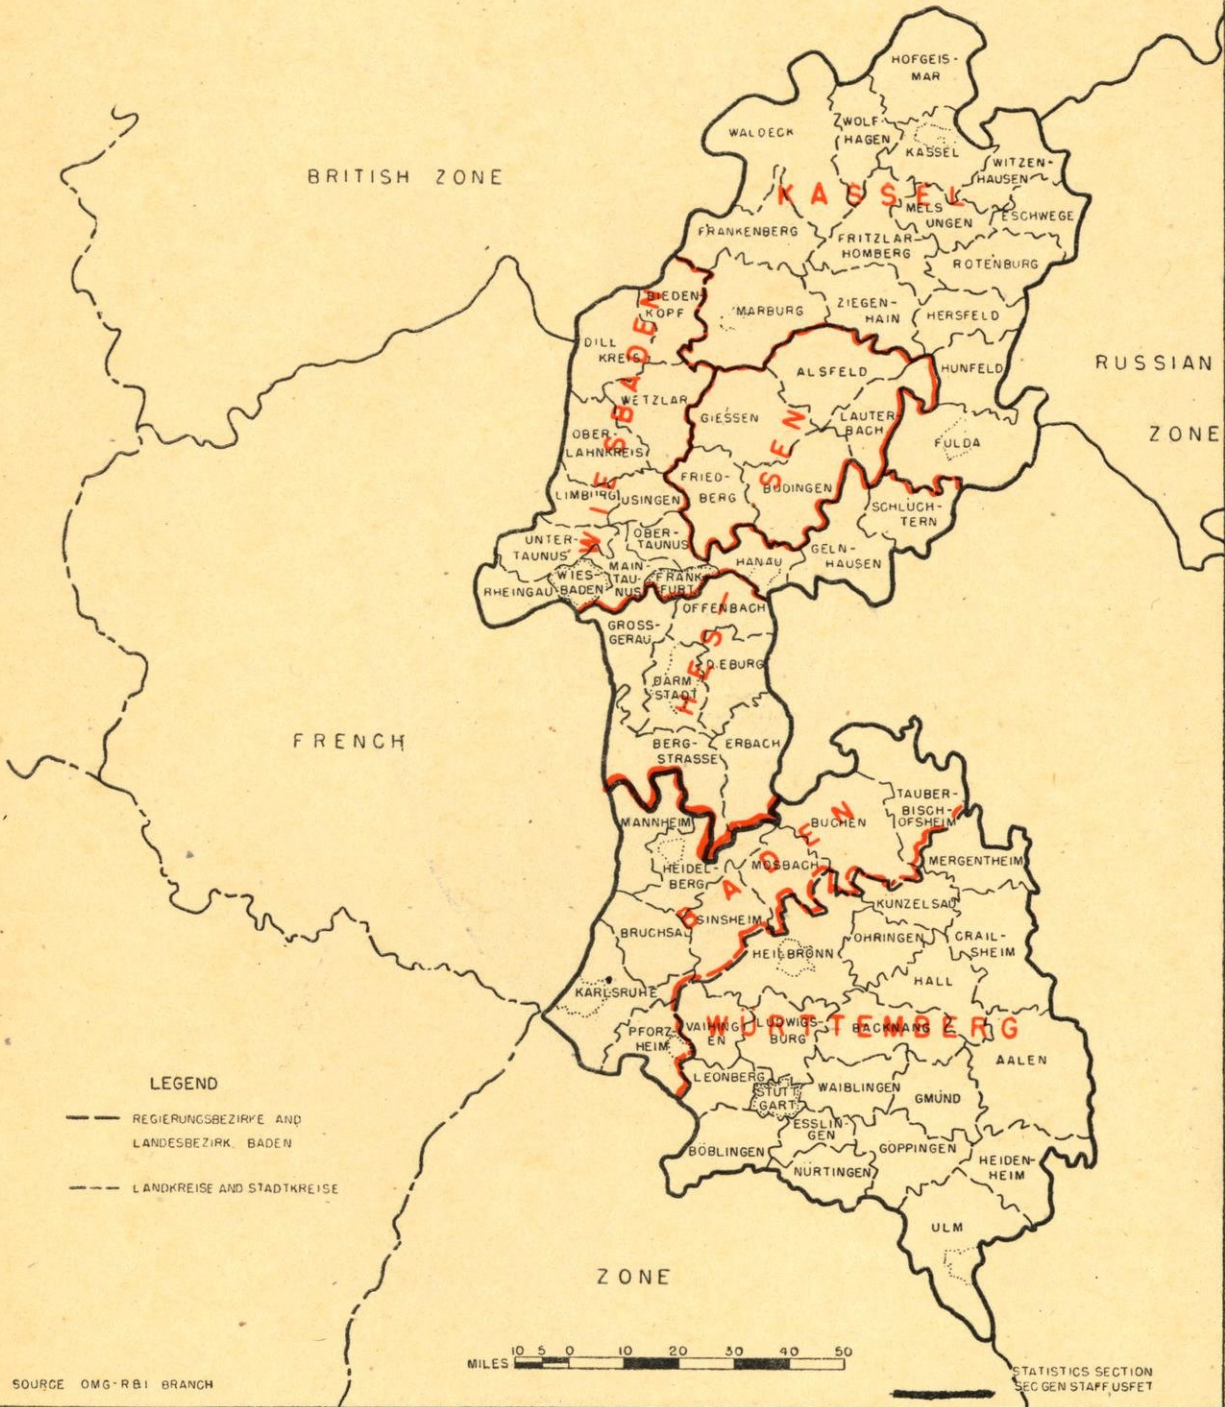 HOFGEIS-
MAR
WALDECK
WOLF-
HAGEN
KASSEL
WITZEN-
HAUSEN
BRITISH ZONE
KASSEL
MELS
UNGEN
ESCHWEGE
FRANKENBERG
FRITZLAR-
HOMBERG
ROTENBURG
BIEDEN-
KOPF
MARBURG
ZIEGEN-
HAIN
HERSFELD
DILL
KREIS
WIESBADEN
ALSFELD
HUNFELD
RUSSIAN
ZONE
WETZLAR
GIESSEN
LAUTER-
BACH
FULDA
OBER-
LAHNKREIS
LIMBURG
USINGEN
FRIED-
BERG
BUDINGEN
SCHLUCH-
TERN
UNTER-
TAUNUS
OBER-
TAUNUS
HANAU
GELN-
HAUSEN
RHEINGAU
WIES-
BADEN
MAIN-
TAU-
NUS
FRANK-
FURT
HESSEN
OFFENBACH
GROSS-
GERAU
DIEBURG
DARM
STADT
FRENCH
BERG-
STRASSE
ERBACH
MANNHEIM
BUCHEN
TAUBER-
BISCH-
OFSHEIM
HEIDEL-
BERG
MOSBACH
MERGENTHEIM
BADEN
SINSHEIM
KUNZELSAU
BRUCHSAL
HEILBRONN
OHRINGEN
CRAIL-
SHEIM
HALL
KARLSRUHE
PFORZ-
HEIM
WÜRTTEMBERG
VAIHING
EN
LUDWIGS-
BURG
BACKNANG
AALEN
LEONBERG
STUTT
GART
WAIBLINGEN
GMÜND
ESSLIN-
GEN
BÖBLINGEN
NÜRTINGEN
GÖPPINGEN
HEIDEN-
HEIM
ULM
LEGEND
REGIERUNGSBEZIRKE AND
LANDESBEZIRK BADEN
LANDKREISE AND STADTKREISE
ZONE
MILES 10 5 0 10 20 30 40 50
SOURCE OMG-RBI BRANCH
STATISTICS SECTION
SEC GEN STAFF, USFET